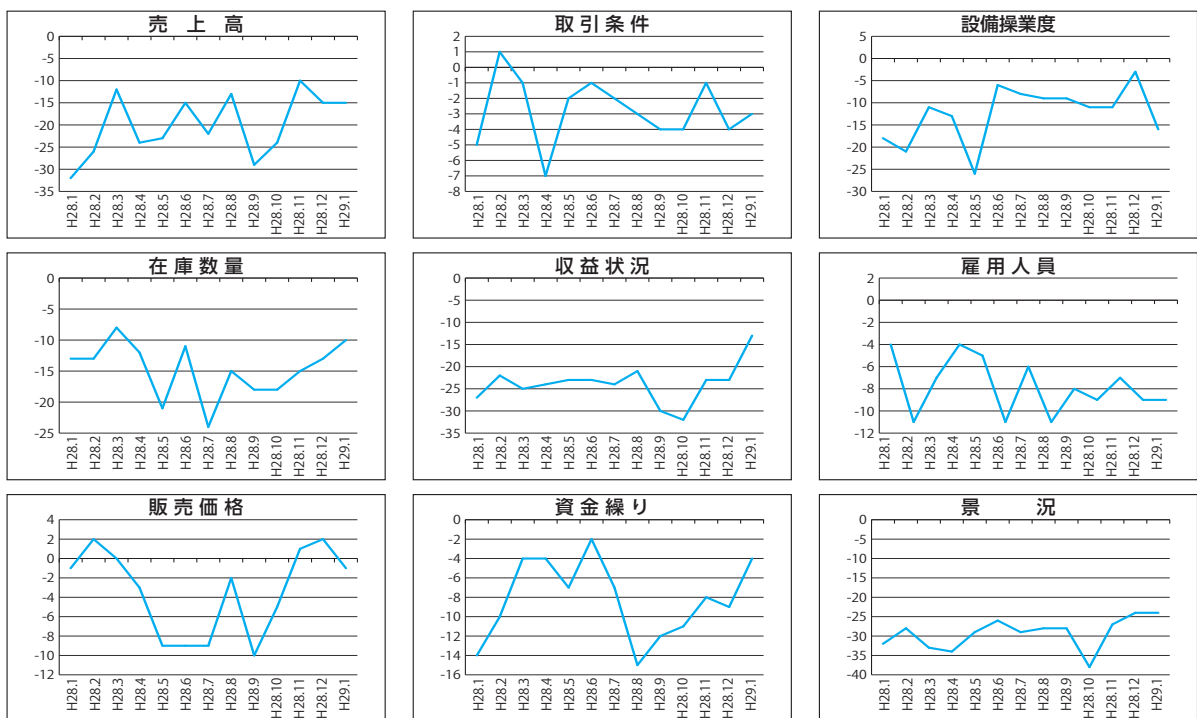 売上高
0
-5
-10
-15
-20
-25
-30
-35
H28.1
H28.2
H28.3
H28.4
H28.5
H28.6
H28.7
H28.8
H28.9
H28.10
H28.11
H28.12
H29.1
取引条件
2
1
0
-1
-2
-3
-4
-5
-6
-7
-8
H28.1
H28.2
H28.3
H28.4
H28.5
H28.6
H28.7
H28.8
H28.9
H28.10
H28.11
H28.12
H29.1
設備操業度
5
0
-5
-10
-15
-20
-25
-30
H28.1
H28.2
H28.3
H28.4
H28.5
H28.6
H28.7
H28.8
H28.9
H28.10
H28.11
H28.12
H29.1
在庫数量
0
-5
-10
-15
-20
-25
H28.1
H28.2
H28.3
H28.4
H28.5
H28.6
H28.7
H28.8
H28.9
H28.10
H28.11
H28.12
H29.1
収益状況
0
-5
-10
-15
-20
-25
-30
-35
H28.1
H28.2
H28.3
H28.4
H28.5
H28.6
H28.7
H28.8
H28.9
H28.10
H28.11
H28.12
H29.1
雇用人員
2
0
-2
-4
-6
-8
-10
-12
H28.1
H28.2
H28.3
H28.4
H28.5
H28.6
H28.7
H28.8
H28.9
H28.10
H28.11
H28.12
H29.1
販売価格
4
2
0
-2
-4
-6
-8
-10
-12
H28.1
H28.2
H28.3
H28.4
H28.5
H28.6
H28.7
H28.8
H28.9
H28.10
H28.11
H28.12
H29.1
資金繰り
0
-2
-4
-6
-8
-10
-12
-14
-16
H28.1
H28.2
H28.3
H28.4
H28.5
H28.6
H28.7
H28.8
H28.9
H28.10
H28.11
H28.12
H29.1
景況
0
-5
-10
-15
-20
-25
-30
-35
-40
H28.1
H28.2
H28.3
H28.4
H28.5
H28.6
H28.7
H28.8
H28.9
H28.10
H28.11
H28.12
H29.1